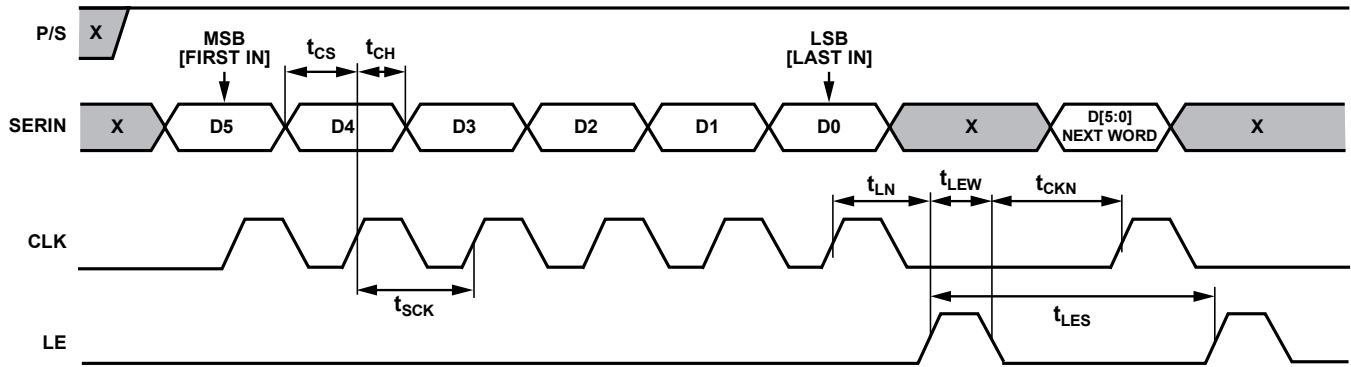 P/S
X
MSB
[FIRST IN]
tCS
tCH
LSB
[LAST IN]
SERIN
X
D5
D4
D3
D2
D1
D0
X
D[5:0]
NEXT WORD
X
tLN
tLEW
tCKN
CLK
tSCK
tLES
LE